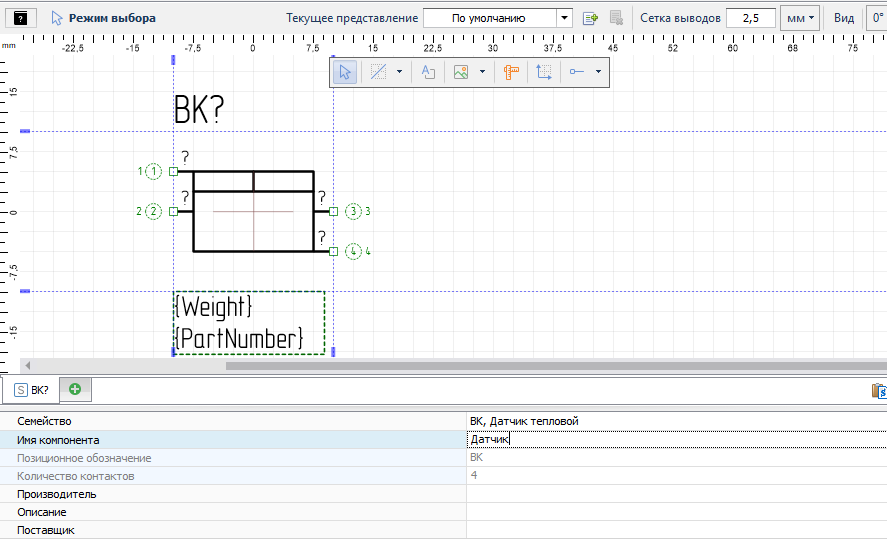 Режим выбора Текущее представление По умолчанию Сетка выводов 2,5 мм Вид 0°
mm -22,5 -15 -7,5 0 7,5 15 22,5 30 37,5 45 52,5 60 68 75
15
7,5
0
-7,5
-15
BK?
?
1 1
? ?
2 2 3 3
?
4 4
{Weight}
{PartNumber}
S BK?
Семейство BK, Датчик тепловой
Имя компонента Датчик
Позиционное обозначение BK
Количество контактов 4
Производитель
Описание
Поставщик